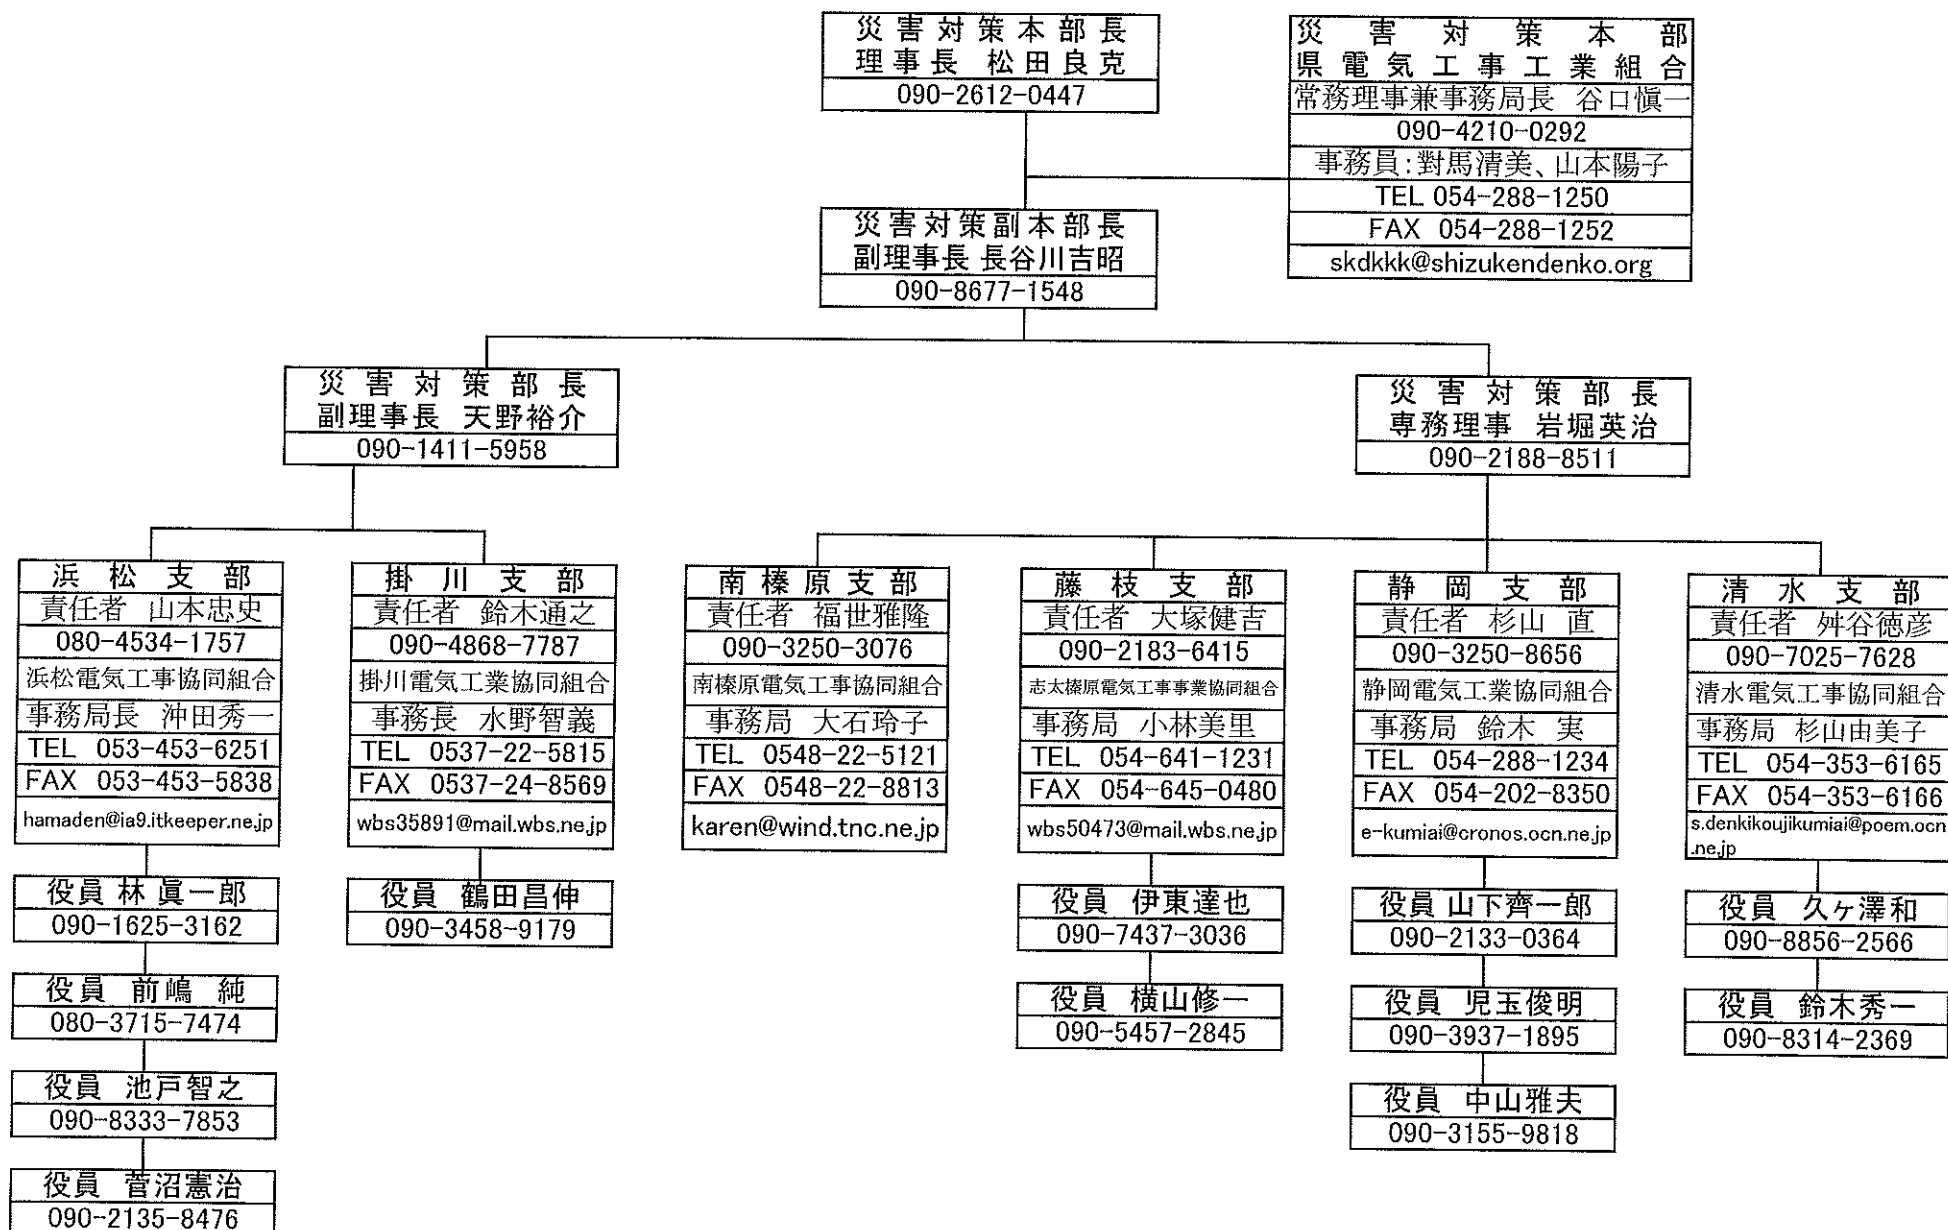 災害対策本部長
理事長 松田良克
090-2612-0447
災害対策本部
県電気工事工業組合
常務理事兼事務局長 谷口慎一
090-4210-0292
事務員:對馬清美、山本陽子
TEL 054-288-1250
FAX 054-288-1252
skdkkk@shizukendenko.org
災害対策副本部長
副理事長 長谷川吉昭
090-8677-1548
災害対策部長
副理事長 天野裕介
090-1411-5958
災害対策部長
専務理事 岩堀英治
090-2188-8511
浜松支部
責任者 山本忠史
080-4534-1757
浜松電気工事協同組合
事務局長 沖田秀一
TEL 053-453-6251
FAX 053-453-5838
hamaden@ia9.itkeeper.ne.jp
役員 林眞一郎
090-1625-3162
役員 前嶋 純
080-3715-7474
役員 池戸智之
090-8333-7853
役員 菅沼憲治
090-2135-8476
掛川支部
責任者 鈴木通之
090-4868-7787
掛川電気工業協同組合
事務長 水野智義
TEL 0537-22-5815
FAX 0537-24-8569
wbs35891@mail.wbs.ne.jp
役員 鶴田昌伸
090-3458-9179
南榛原支部
責任者 福世雅隆
090-3250-3076
南榛原電気工事協同組合
事務局 大石玲子
TEL 0548-22-5121
FAX 0548-22-8813
karen@wind.tnc.ne.jp
藤枝支部
責任者 大塚健吉
090-2183-6415
志太榛原電気工事事業協同組合
事務局 小林美里
TEL 054-641-1231
FAX 054-645-0480
wbs50473@mail.wbs.ne.jp
役員 伊東達也
090-7437-3036
役員 横山修一
090-5457-2845
静岡支部
責任者 杉山 直
090-3250-8656
静岡電気工業協同組合
事務局 鈴木 実
TEL 054-288-1234
FAX 054-202-8350
e-kumiai@cronos.ocn.ne.jp
役員 山下齊一郎
090-2133-0364
役員 児玉俊明
090-3937-1895
役員 中山雅夫
090-3155-9818
清水支部
責任者 舛谷徳彦
090-7025-7628
清水電気工事協同組合
事務局 杉山由美子
TEL 054-353-6165
FAX 054-353-6166
s.denkikoujikumiai@poem.ocn
.ne.jp
役員 久ヶ澤和
090-8856-2566
役員 鈴木秀一
090-8314-2369